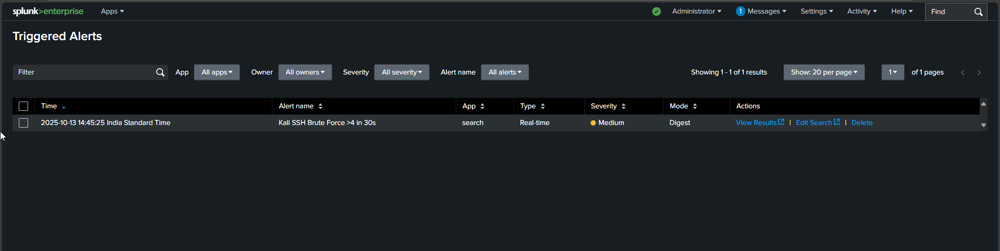 splunk>enterprise Apps Administrator 1 Messages Settings Activity Help Find
Triggered Alerts
Filter App All apps Owner All owners Severity All severity Alert name All alerts Showing 1 - 1 of 1 results Show: 20 per page 1 of 1 pages
Time Alert name App Type Severity Mode Actions
2025-10-13 14:45:25 India Standard Time Kali SSH Brute Force >4 in 30s search Real-time Medium Digest View Results | Edit Search | Delete